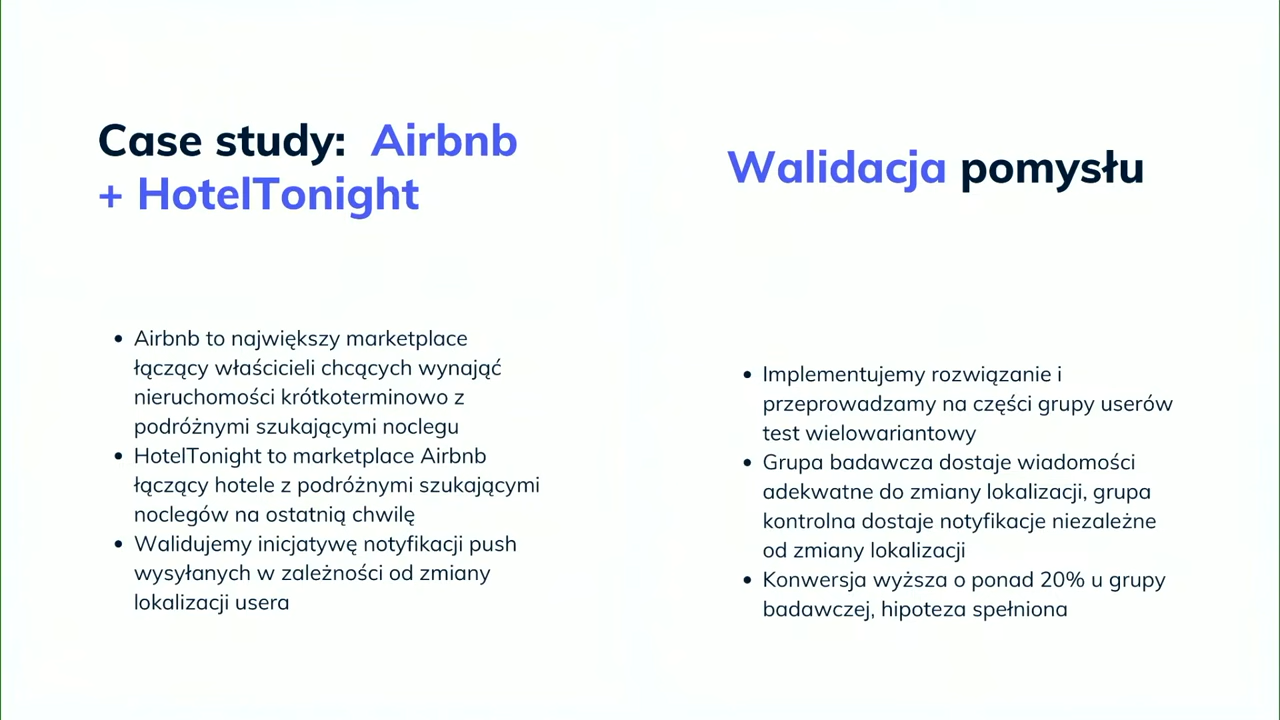 Case study: Airbnb
+ HotelTonight
• Airbnb to największy marketplace
łączący właścicieli chcących wynająć
nieruchomości krótkoterminowo z
podróżnymi szukającymi noclegu
• HotelTonight to marketplace Airbnb
łączący hotele z podróżnymi szukającymi
noclegów na ostatnią chwilę
• Walidujemy inicjatywę notyfikacji push
wysyłanych w zależności od zmiany
lokalizacji usera
Walidacja pomysłu
• Implementujemy rozwiązanie i
przeprowadzamy na części grupy userów
test wielowariantowy
• Grupa badawcza dostaje wiadomości
adekwatne do zmiany lokalizacji, grupa
kontrolna dostaje notyfikacje niezależne
od zmiany lokalizacji
• Konwersja wyższa o ponad 20% u grupy
badawczej, hipoteza spełniona